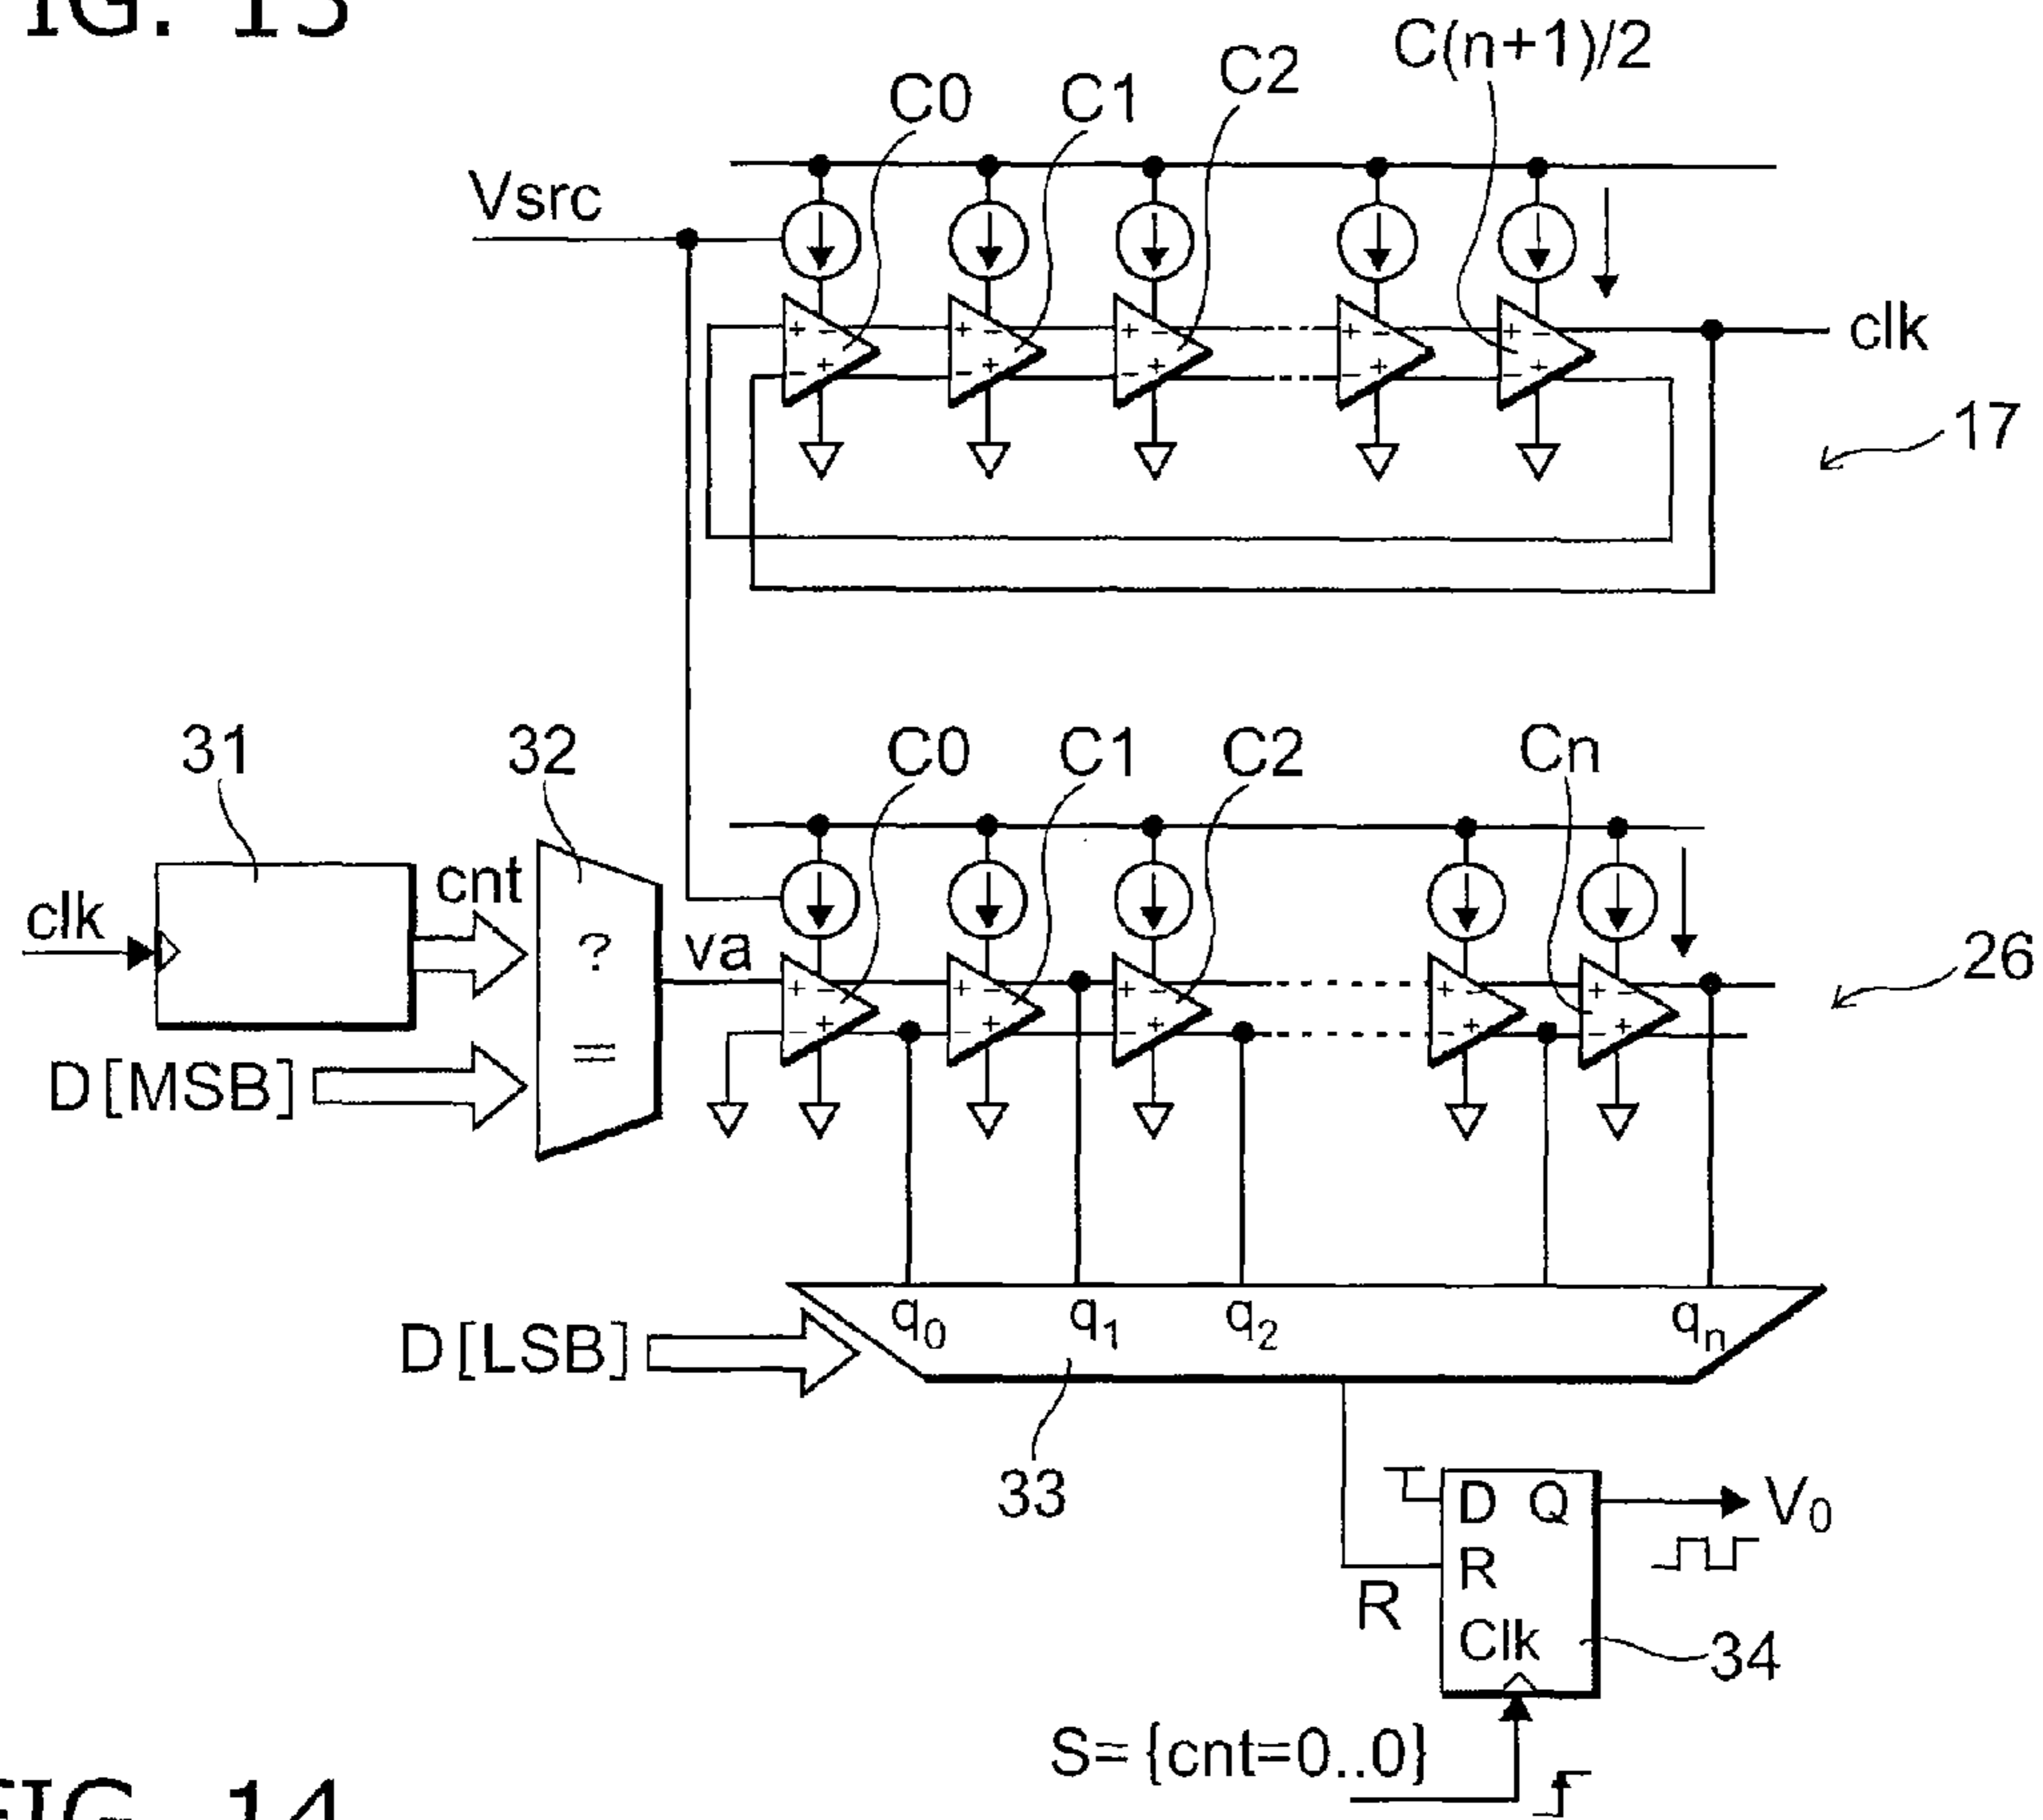 FIG. 13
C0
C1
C2
C(n+1)/2
Vsrc
+ − − +
+ − − +
+ − − +
+ − − +
+ − − +
clk
17
31
32
C0
C1
C2
Cn
clk
cnt
?
=
va
D[MSB]
+ − − +
+ − − +
+ − − +
+ − − +
+ − − +
26
D[LSB]
q0
q1
q2
qn
33
D Q
R
Clk
V0
R
34
S={cnt=0..0}
FIG. 14